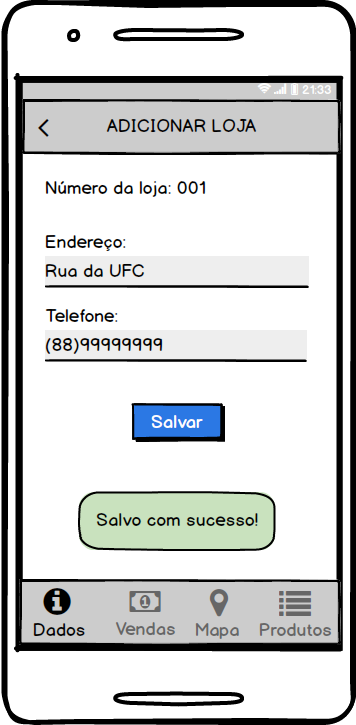 21:33
ADICIONAR LOJA
Número da loja: 001
Endereço:
Rua da UFC
Telefone:
(88)99999999
Salvar
Salvo com sucesso!
1
Dados Vendas Mapa Produtos